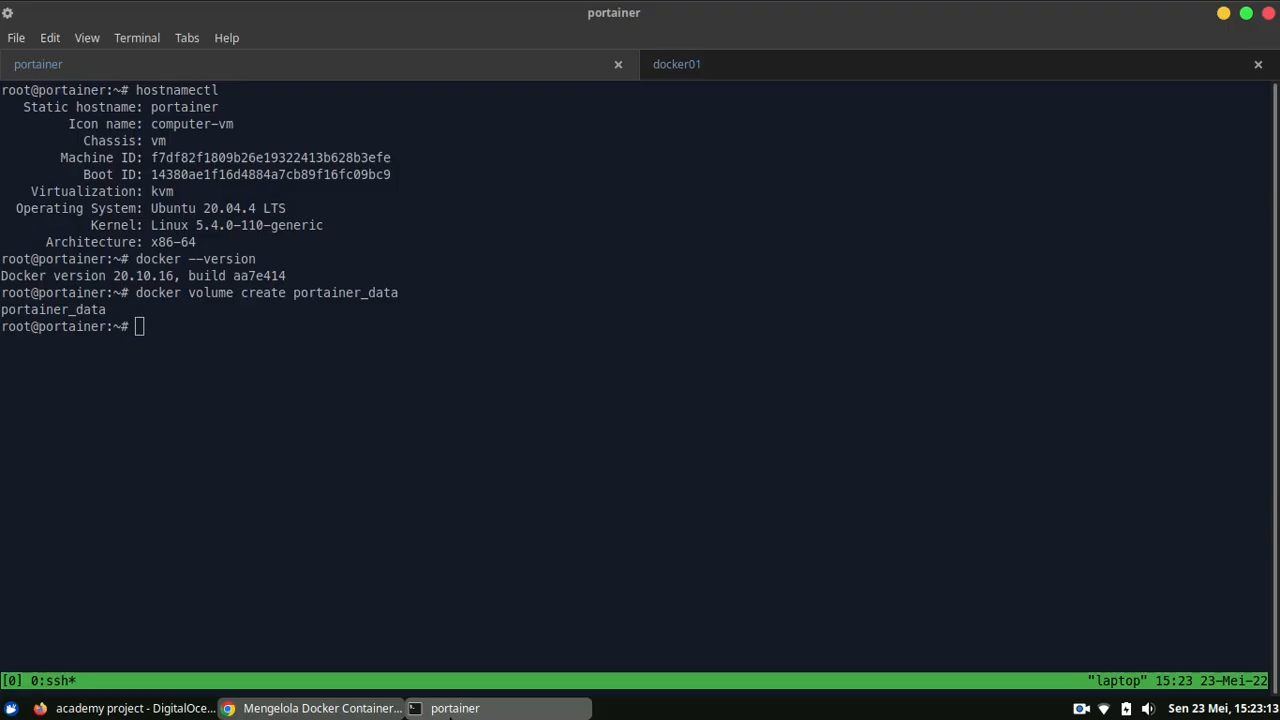 portainer
File Edit View Terminal Tabs Help
portainer
docker01
root@portainer:~# hostnamectl
Static hostname: portainer
Icon name: computer-vm
Chassis: vm
Machine ID: f7df82f1809b26e19322413b628b3efe
Boot ID: 14380ae1f16d4884a7cb89f16fc09bc9
Virtualization: kvm
Operating System: Ubuntu 20.04.4 LTS
Kernel: Linux 5.4.0-110-generic
Architecture: x86-64
root@portainer:~# docker --version
Docker version 20.10.16, build aa7e414
root@portainer:~# docker volume create portainer_data
portainer_data
root@portainer:~#
[0] 0:ssh* "laptop" 15:23 23-Mei-22
academy project - DigitalOce... Mengelola Docker Container... portainer Sen 23 Mei, 15:23:13